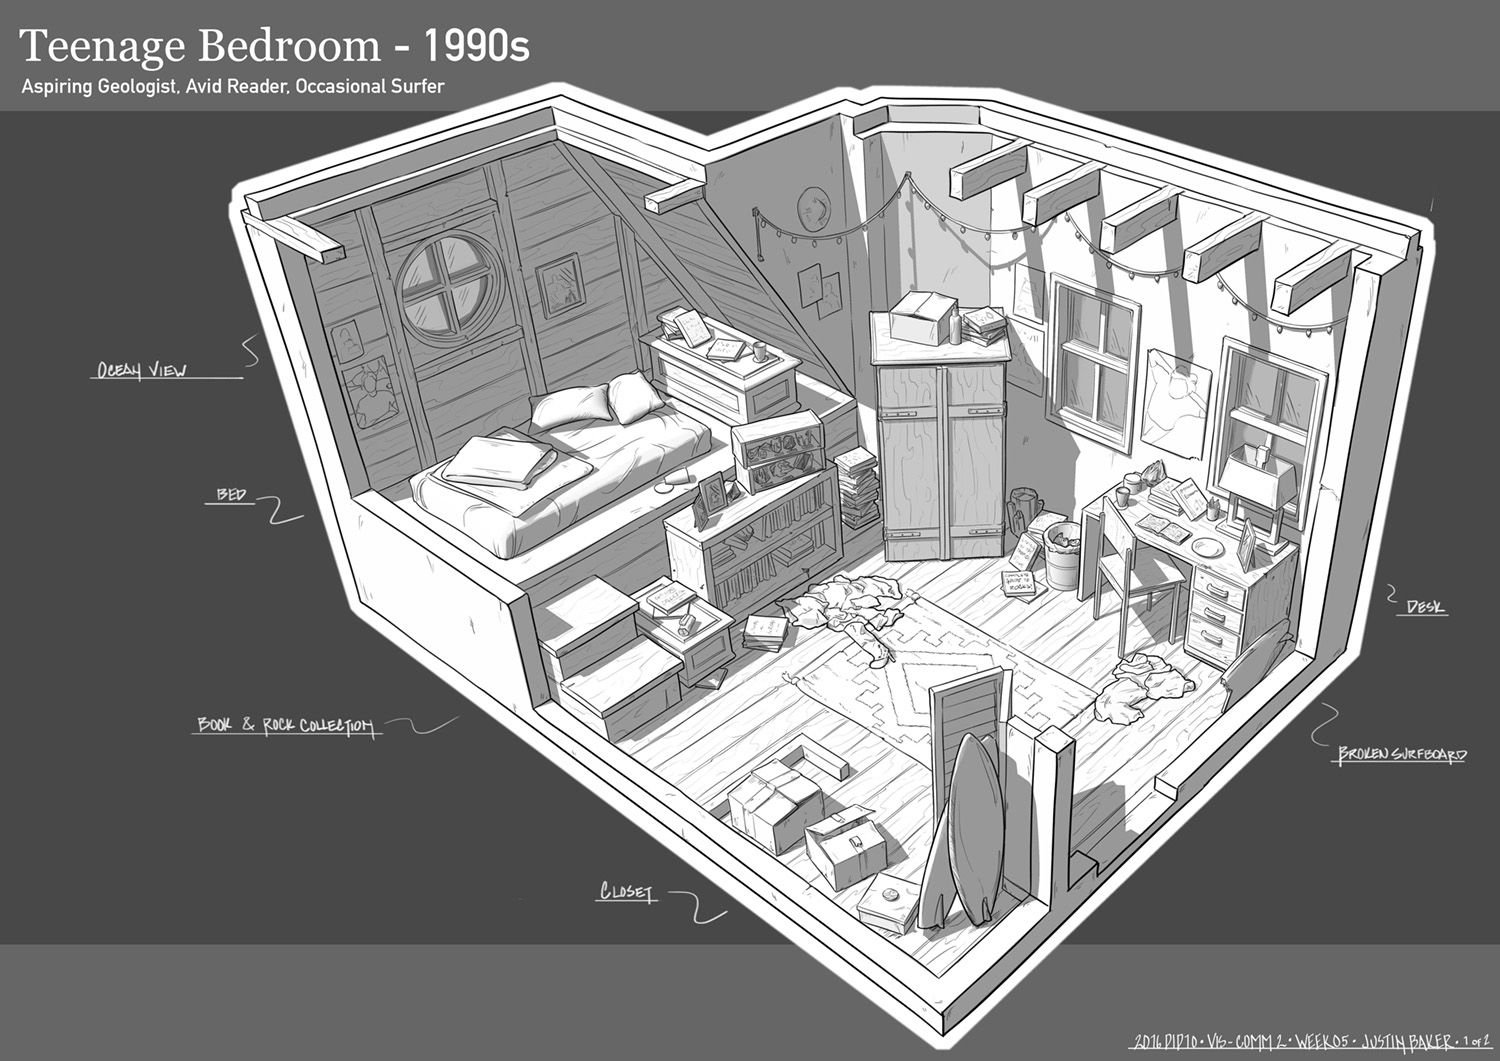 Teenage Bedroom - 1990s
Aspiring Geologist, Avid Reader, Occasional Surfer
OCEAN VIEW
BED
BOOK & ROCK COLLECTION
CLOSET
DESK
BROKEN SURFBOARD
2016 DID10 • VIS-COMM 2 • WEEK05 • JUSTIN BAKER • 1 of 2